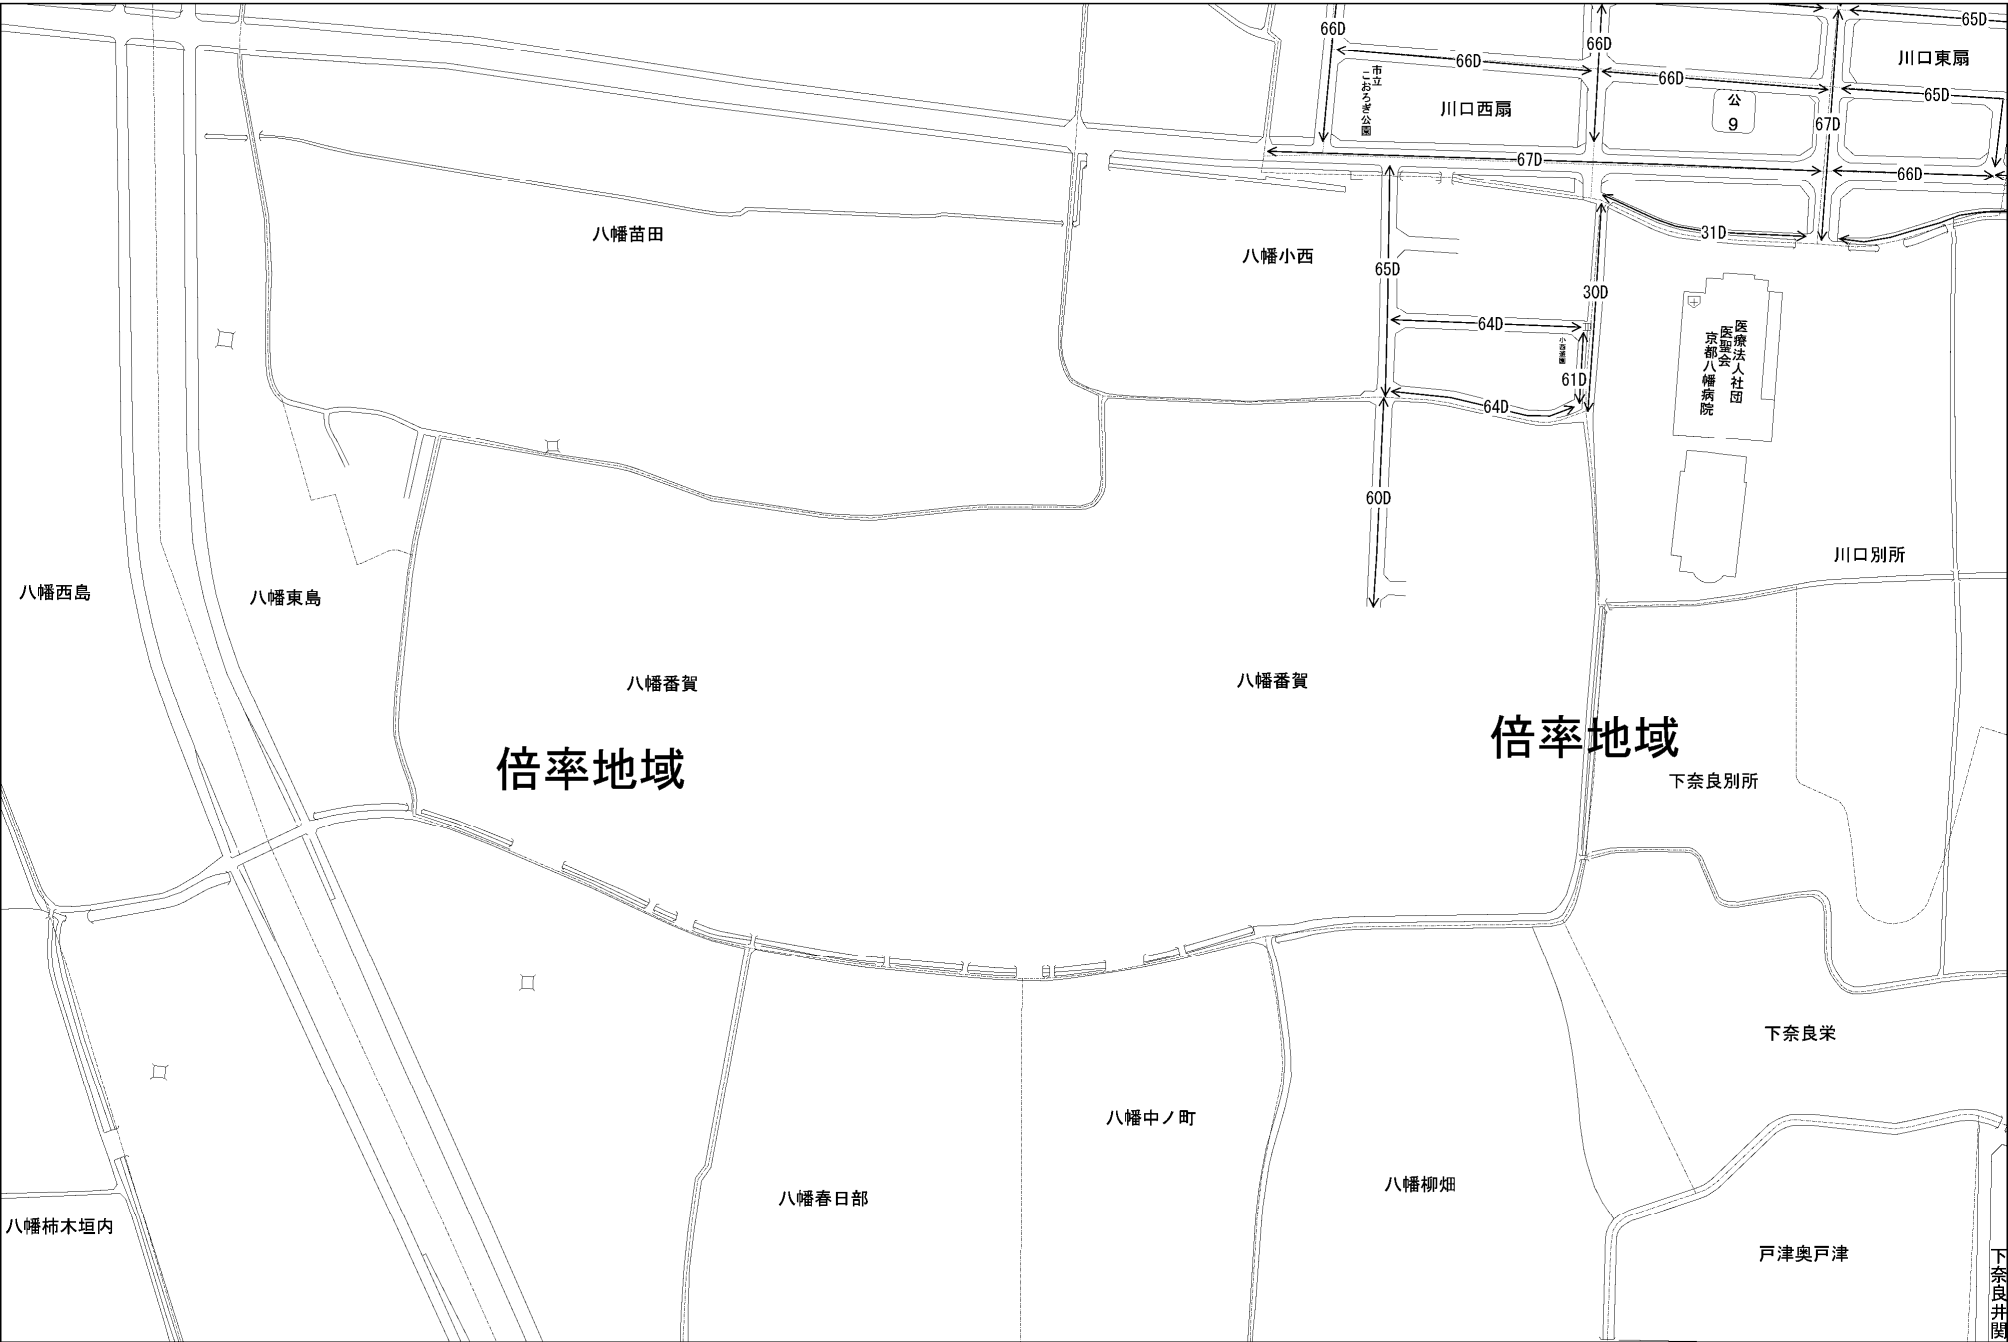 65D
66D
66D
川口東扇
66D
66D
市立
こおろぎ公園
65D
川口西扇
公
9
67D
67D
66D
31D
八幡苗田
八幡小西
65D
30D
64D
小西遊園
医療法人社団
医聖会
京都八幡病院
61D
64D
60D
川口別所
八幡西島
八幡東島
八幡番賀
八幡番賀
倍率地域
倍率地域
下奈良別所
下奈良栄
八幡中ノ町
八幡柳畑
八幡春日部
八幡柿木垣内
戸津奥戸津
下奈良井関